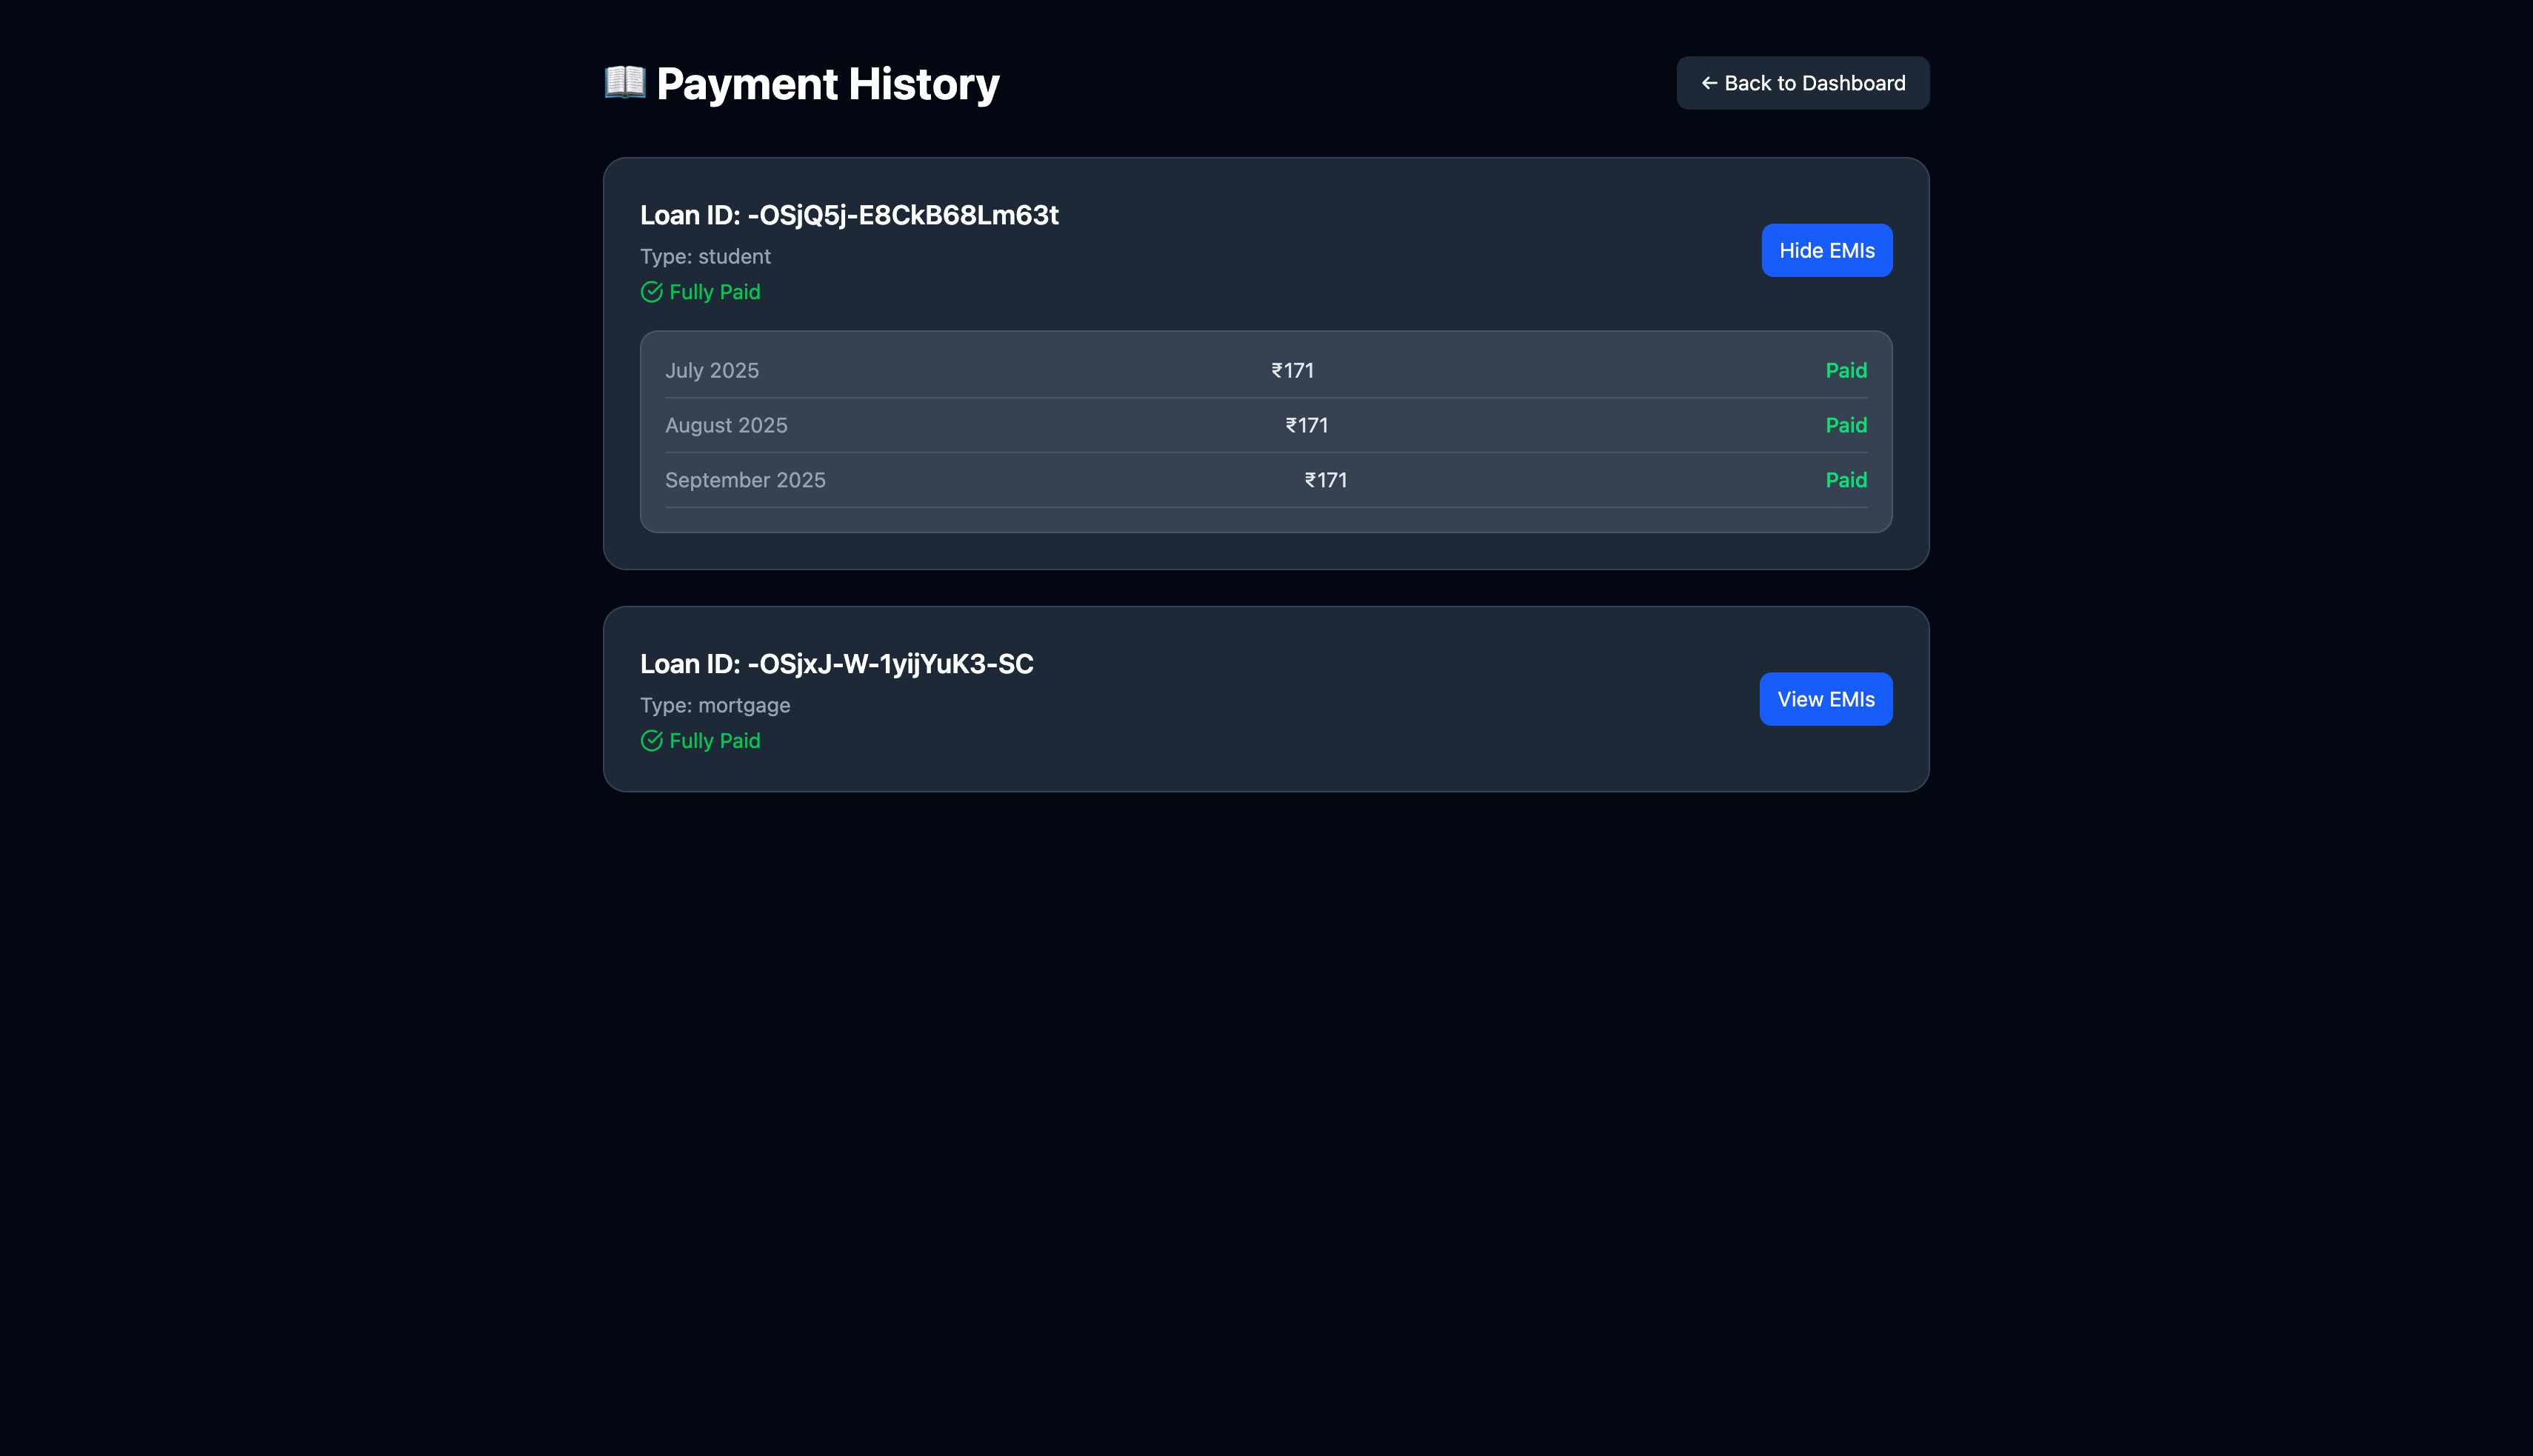 📖 Payment History
← Back to Dashboard
Loan ID: -OSjQ5j-E8CkB68Lm63t
Type: student
Fully Paid
Hide EMIs
July 2025 ₹171 Paid
August 2025 ₹171 Paid
September 2025 ₹171 Paid
Loan ID: -OSjxJ-W-1yijYuK3-SC
Type: mortgage
Fully Paid
View EMIs